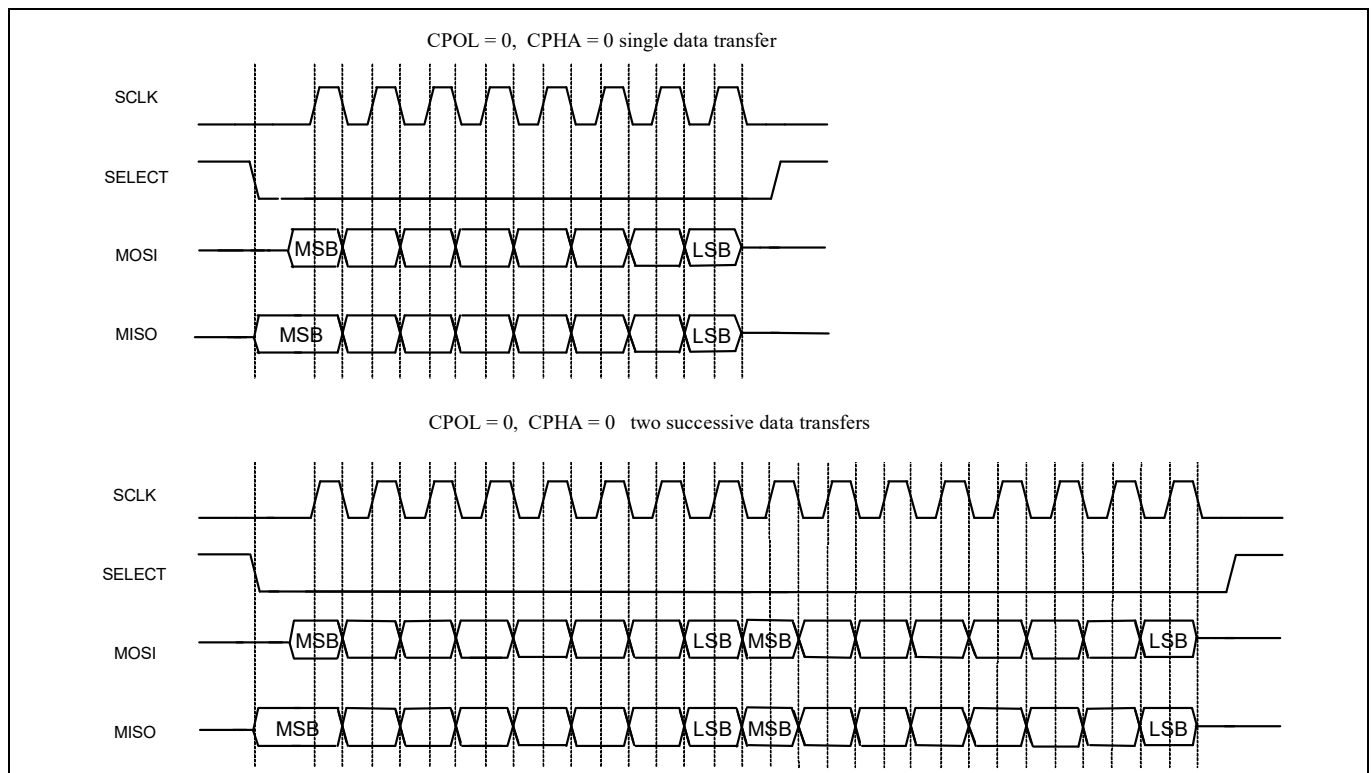 CPOL = 0, CPHA = 0 single data transfer
SCLK
SELECT
MOSI MSB LSB
MISO MSB LSB
CPOL = 0, CPHA = 0 two successive data transfers
SCLK
SELECT
MOSI MSB LSB MSB LSB
MISO MSB LSB MSB LSB